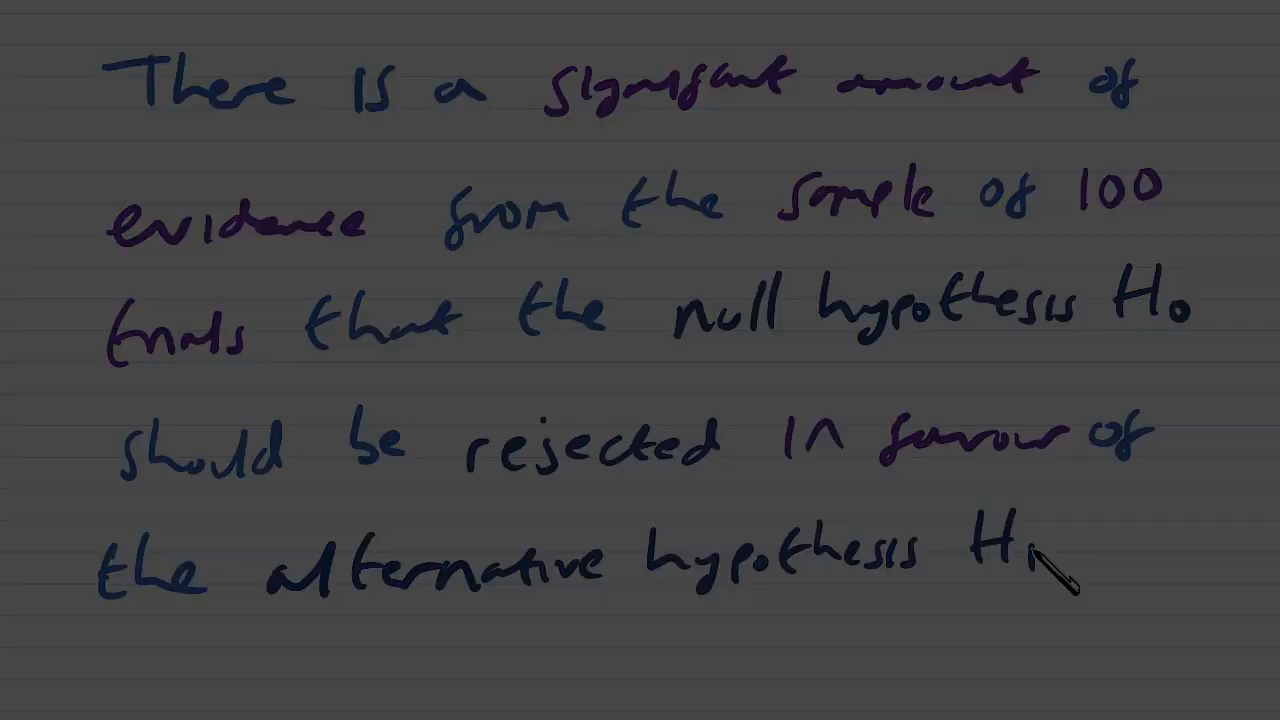 There is a significant amount of
evidence from the sample of 100
trials that the null hypothesis H₀
should be rejected in favour of
the alternative hypothesis H₁